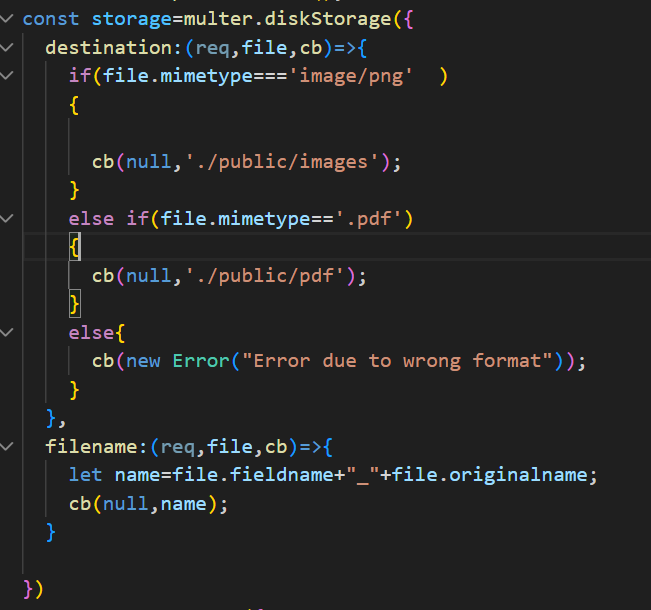 const storage=multer.diskStorage({
destination:(req,file,cb)=>{
if(file.mimetype==='image/png'  )
{
cb(null,'./public/images');
}
else if(file.mimetype=='.pdf')
{
cb(null,'./public/pdf');
}
else{
cb(new Error("Error due to wrong format"));
}
},
filename:(req,file,cb)=>{
let name=file.fieldname+"_"+file.originalname;
cb(null,name);
}
})